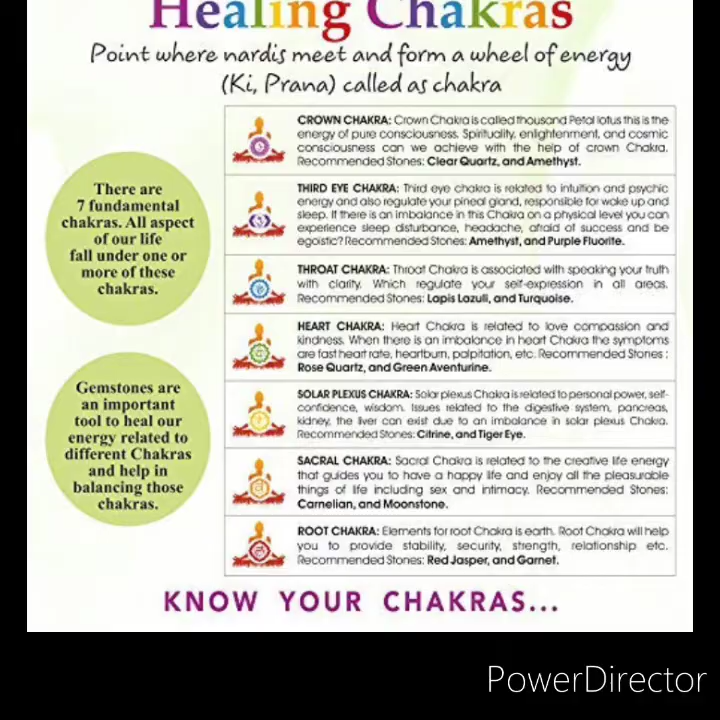 Healing Chakras
Point where nardis meet and form a wheel of energy
(Ki, Prana) called as chakra
There are
7 fundamental
chakras. All aspect
of our life
fall under one or
more of these
chakras.
Gemstones are
an important
tool to heal our
energy related to
different Chakras
and help in
balancing those
chakras.
CROWN CHAKRA: Crown Chakra is called thousand Petal lotus this is the
energy of pure consciousness. Spirituality, enlightenment, and cosmic
consciousness can we achieve with the help of crown Chakra.
Recommended Stones: Clear Quartz, and Amethyst.
THIRD EYE CHAKRA: Third eye chakra is related to intuition and psychic
energy and also regulate your pineal gland, responsible for wake up and
sleep. If there is an imbalance in this Chakra on a physical level you can
experience sleep disturbance, headache, afraid of success and be
egoistic? Recommended Stones: Amethyst, and Purple Fluorite.
THROAT CHAKRA: Throat Chakra is associated with speaking your truth
with clarity. Which regulate your self-expression in all areas.
Recommended Stones: Lapis Lazuli, and Turquoise.
HEART CHAKRA: Heart Chakra is related to love compassion and
kindness. When there is an imbalance in heart Chakra the symptoms
are fast heart rate, heartburn, palpitation, etc. Recommended Stones :
Rose Quartz, and Green Aventurine.
SOLAR PLEXUS CHAKRA: Solar plexus Chakra is related to personal power, self-
confidence, wisdom. Issues related to the digestive system, pancreas,
kidney, the liver can exist due to an imbalance in solar plexus Chakra.
Recommended Stones: Citrine, and Tiger Eye.
SACRAL CHAKRA: Sacral Chakra is related to the creative life energy
that guides you to have a happy life and enjoy all the pleasurable
things of life including sex and intimacy. Recommended Stones:
Carnelian, and Moonstone.
ROOT CHAKRA: Elements for root Chakra is earth. Root Chakra will help
you to provide stability, security, strength, relationship etc.
Recommended Stones: Red Jasper, and Garnet.
KNOW YOUR CHAKRAS...
PowerDirector